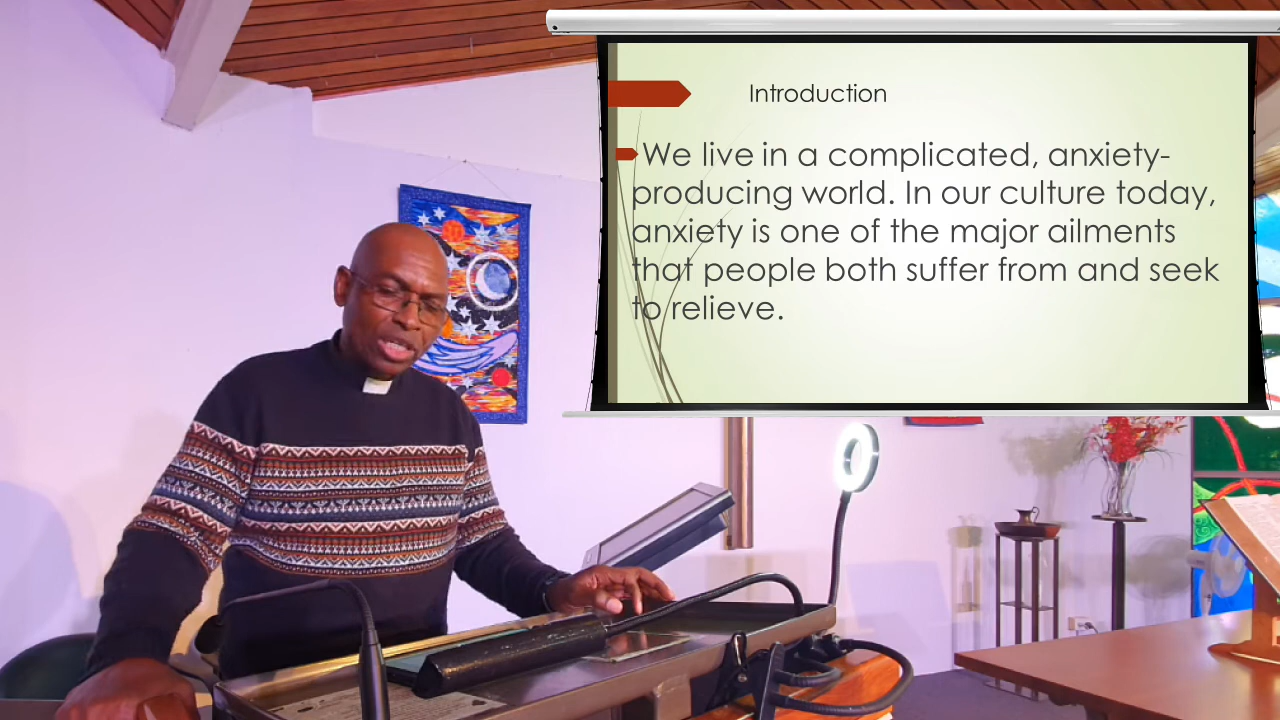 Introduction
We live in a complicated, anxiety-
producing world. In our culture today,
anxiety is one of the major ailments
that people both suffer from and seek
to relieve.